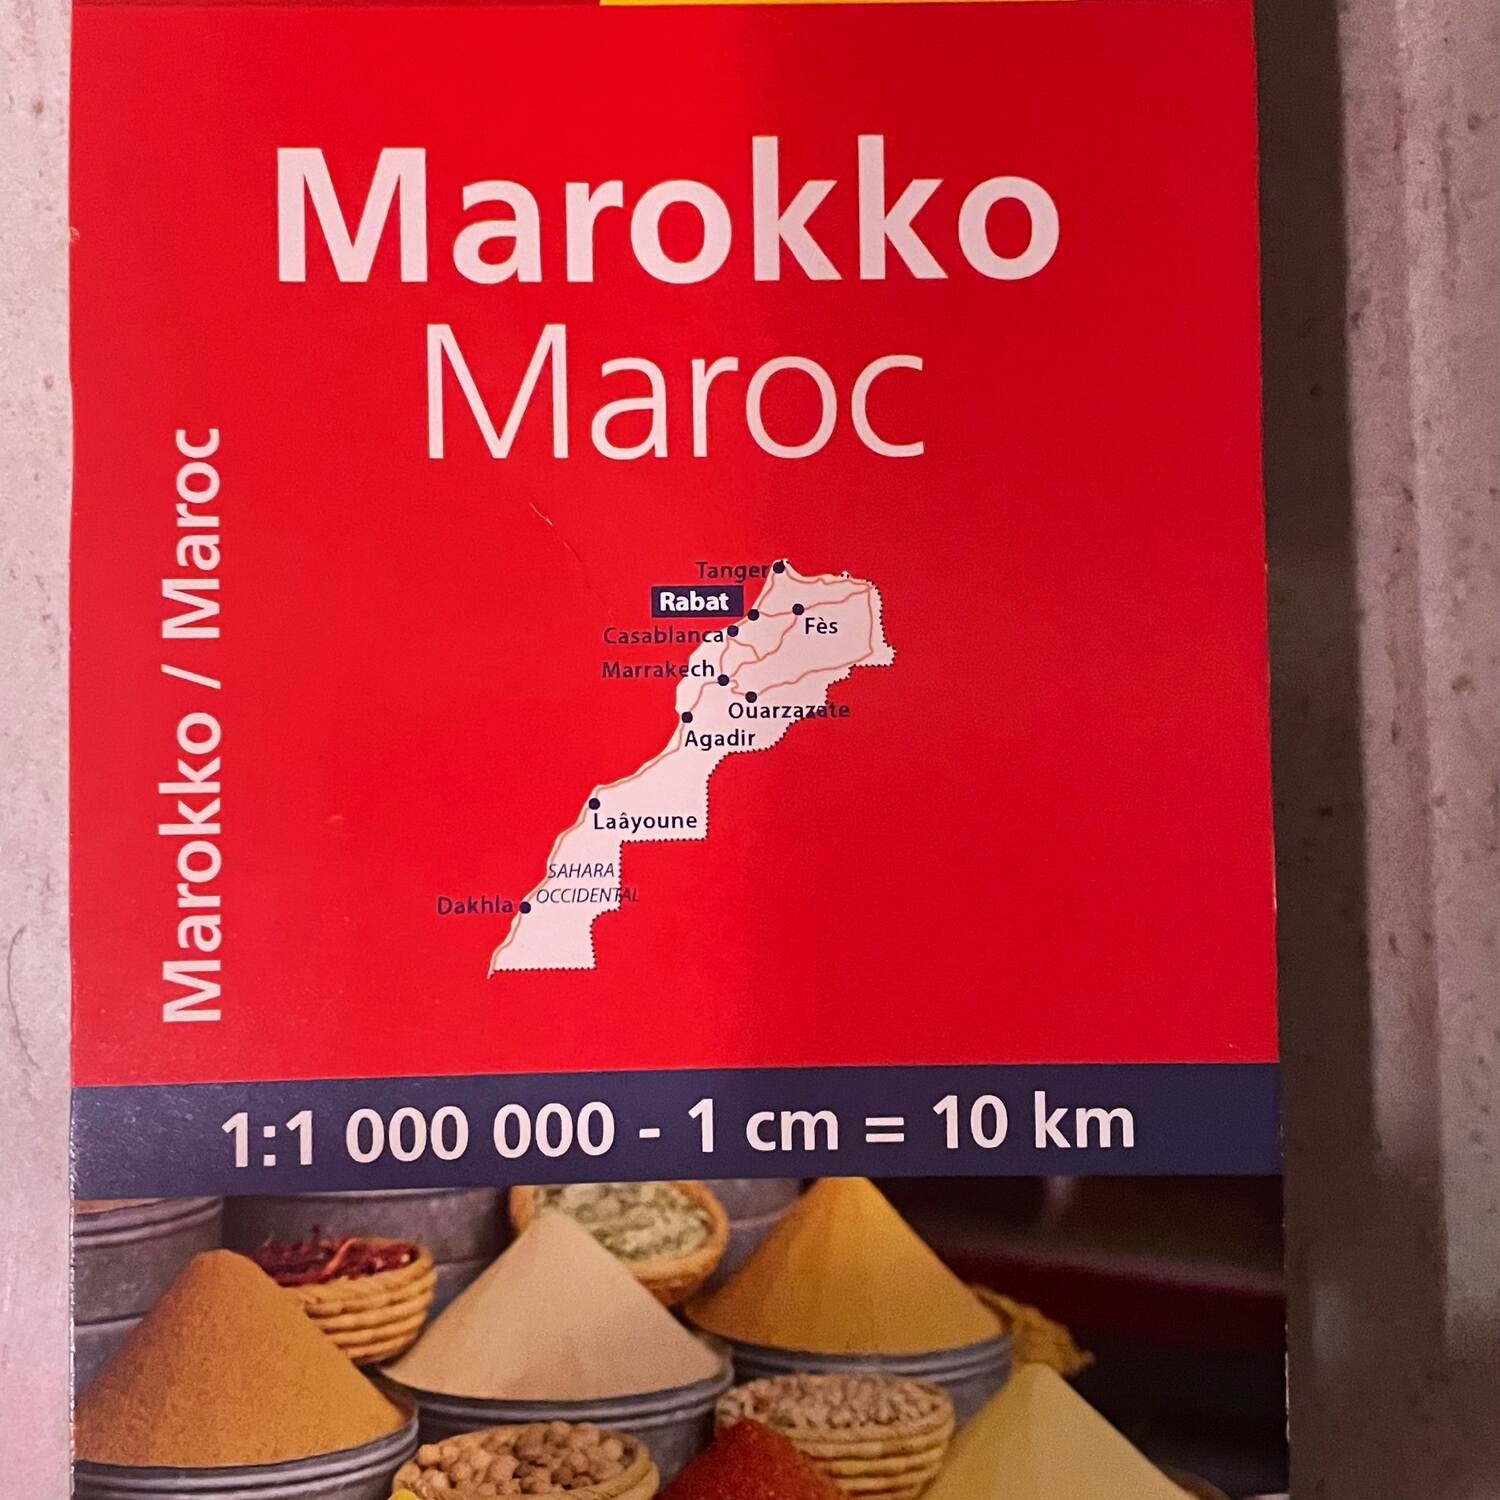 Marokko
Maroc
Marokko / Maroc
Tanger
Rabat
Fès
Casablanca
Marrakech
Ouarzazate
Agadir
Laâyoune
SAHARA
OCCIDENTAL
Dakhla
1:1 000 000 - 1 cm = 10 km